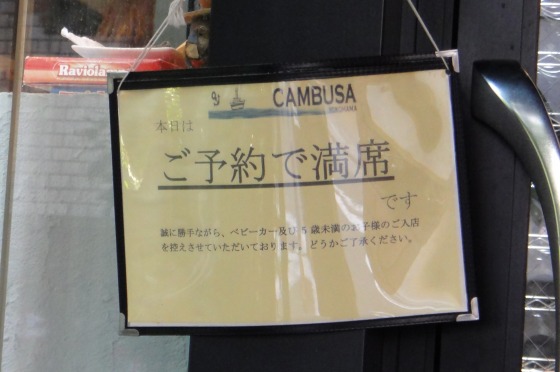 Raviola
CAMBUSA
本日は
ご予約で満席
です
誠に勝手ながら、ベビーカー及び6歳未満のお子様のご入店
を控えさせていただいております。どうかご了承ください。